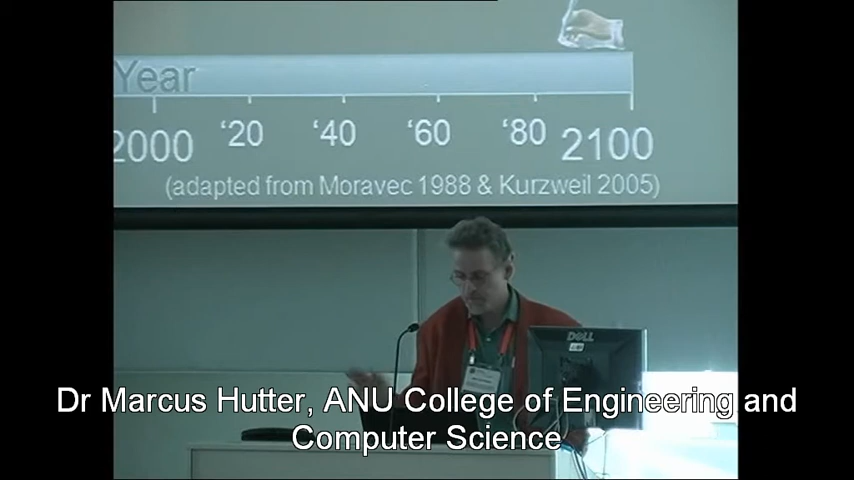 Year
2000 '20 '40 '60 '80 2100
(adapted from Moravec 1988 & Kurzweil 2005)
DELL
Dr Marcus Hutter, ANU College of Engineering and
Computer Science